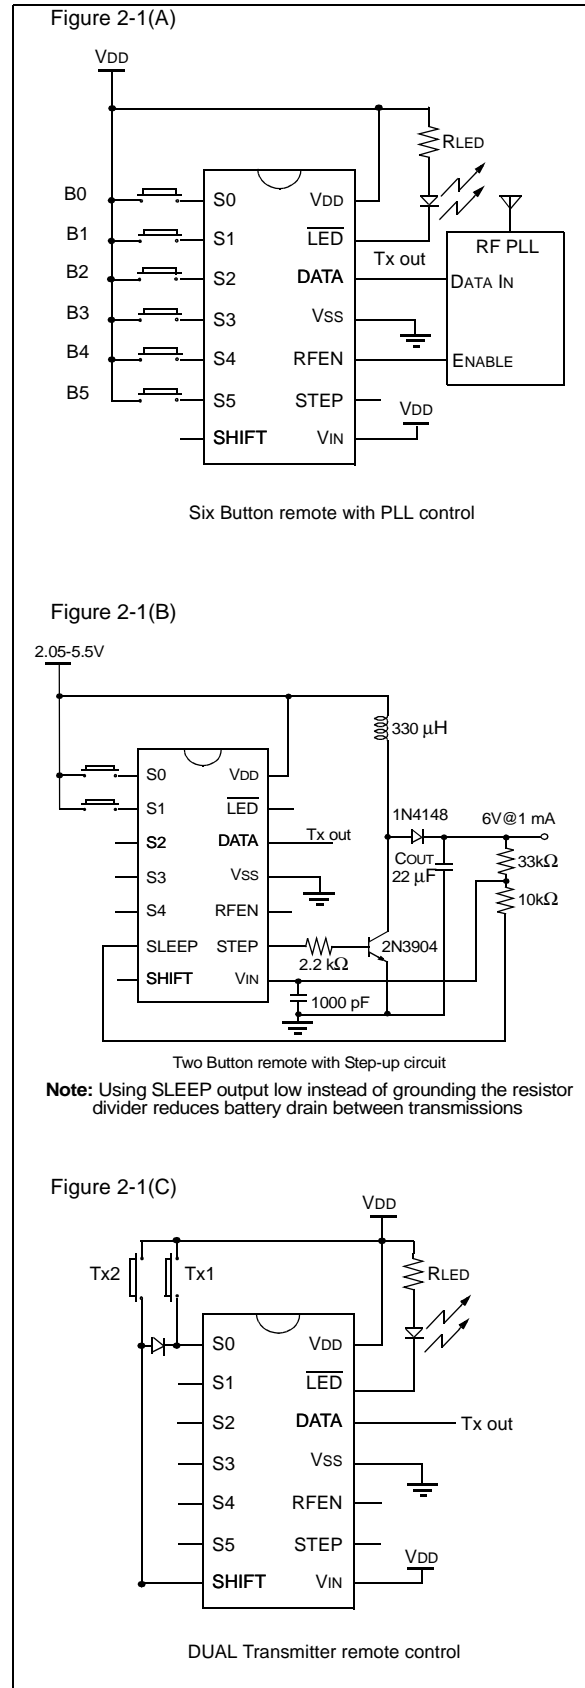 Figure 2-1(A)
VDD
RLED
B0
S0
VDD
B1
S1
LED
Tx out
RF PLL
B2
S2
DATA
DATA IN
B3
S3
VSS
B4
S4
RFEN
ENABLE
B5
S5
STEP
VDD
SHIFT
VIN
Six Button remote with PLL control
Figure 2-1(B)
2.05-5.5V
330 μH
S0
VDD
S1
LED
1N4148
6V@1 mA
S2
DATA
Tx out
COUT
22 μF
33kΩ
S3
VSS
10kΩ
S4
RFEN
SLEEP
STEP
2.2 kΩ
2N3904
SHIFT
VIN
1000 pF
Two Button remote with Step-up circuit
Note: Using SLEEP output low instead of grounding the resistor
divider reduces battery drain between transmissions
Figure 2-1(C)
VDD
Tx2
Tx1
RLED
S0
VDD
S1
LED
S2
DATA
Tx out
S3
VSS
S4
RFEN
S5
STEP
VDD
SHIFT
VIN
DUAL Transmitter remote control